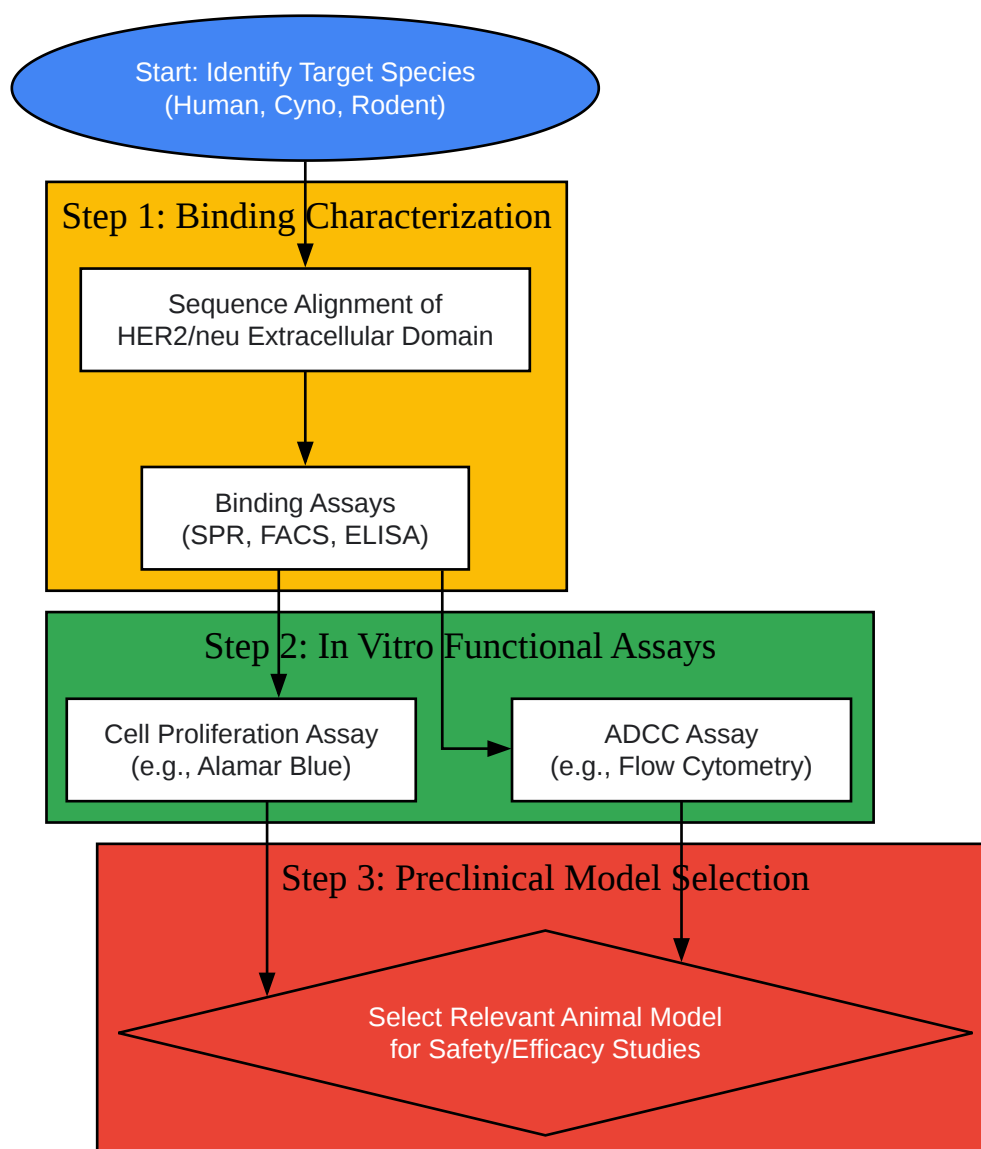 Start: Identify Target Species
(Human, Cyno, Rodent)
Step 1: Binding Characterization
Sequence Alignment of
HER2/neu Extracellular Domain
Binding Assays
(SPR, FACS, ELISA)
Step 2: In Vitro Functional Assays
Cell Proliferation Assay
(e.g., Alamar Blue)
ADCC Assay
(e.g., Flow Cytometry)
Step 3: Preclinical Model Selection
Select Relevant Animal Model
for Safety/Efficacy Studies